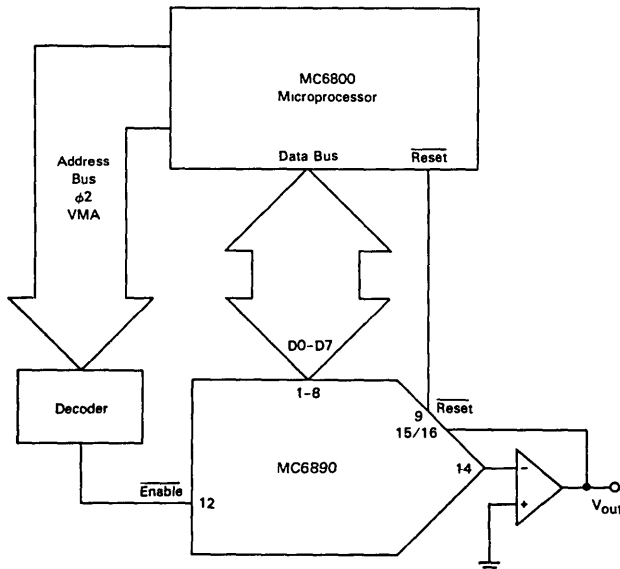 MC6800
Microprocessor
Data Bus
Reset
Address
Bus
φ2
VMA
D0-D7
1-8
Decoder
Reset
9
15/16
MC6890
14
Enable
12
-
+
Vout